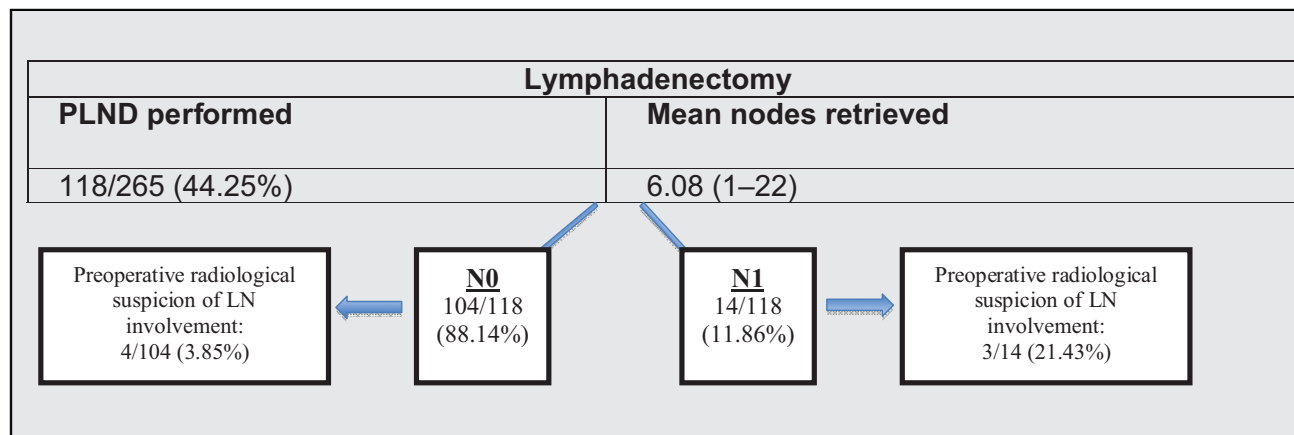 Lymphadenectomy
PLND performed
Mean nodes retrieved
118/265 (44.25%)
6.08 (1–22)
Preoperative radiological
suspicion of LN
involvement:
4/104 (3.85%)
N0
104/118
(88.14%)
N1
14/118
(11.86%)
Preoperative radiological
suspicion of LN
involvement:
3/14 (21.43%)